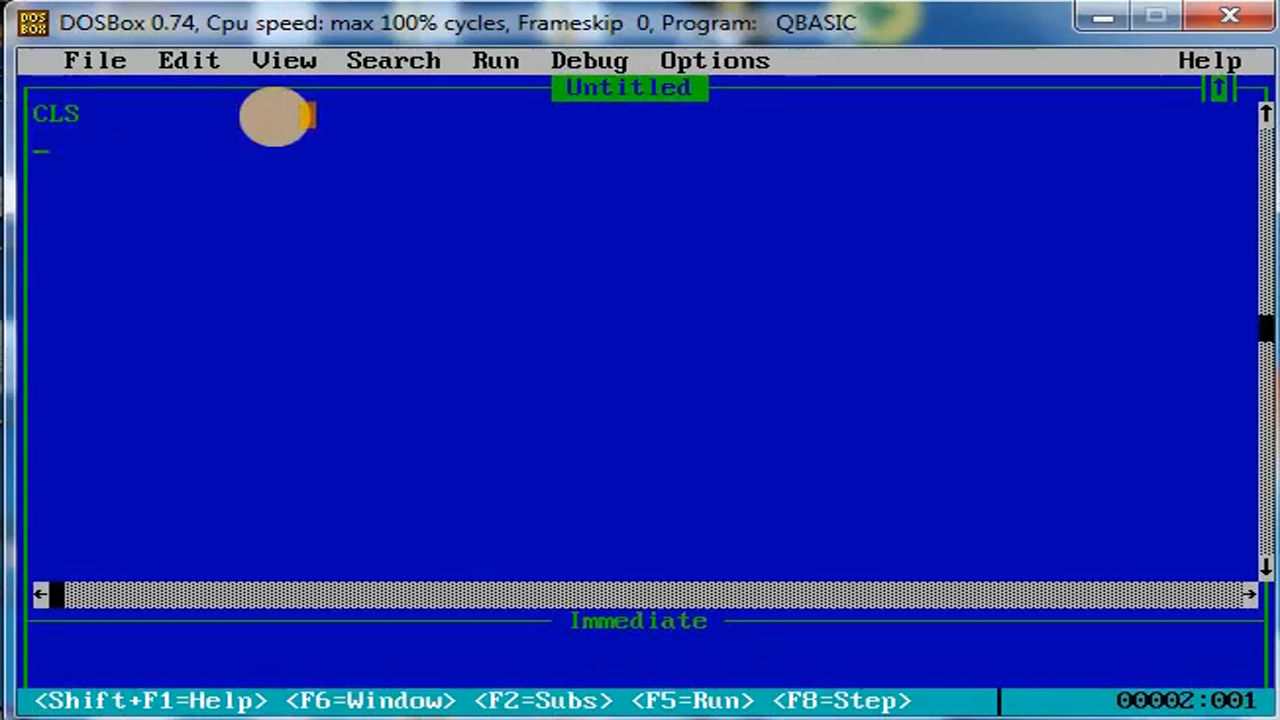 DOSBox 0.74, Cpu speed: max 100% cycles, Frameskip 0, Program: QBASIC
File Edit View Search Run Debug Options Help
Untitled
CLS
Immediate
<Shift+F1=Help> <F6=Window> <F2=Subs> <F5=Run> <F8=Step> 00002:001